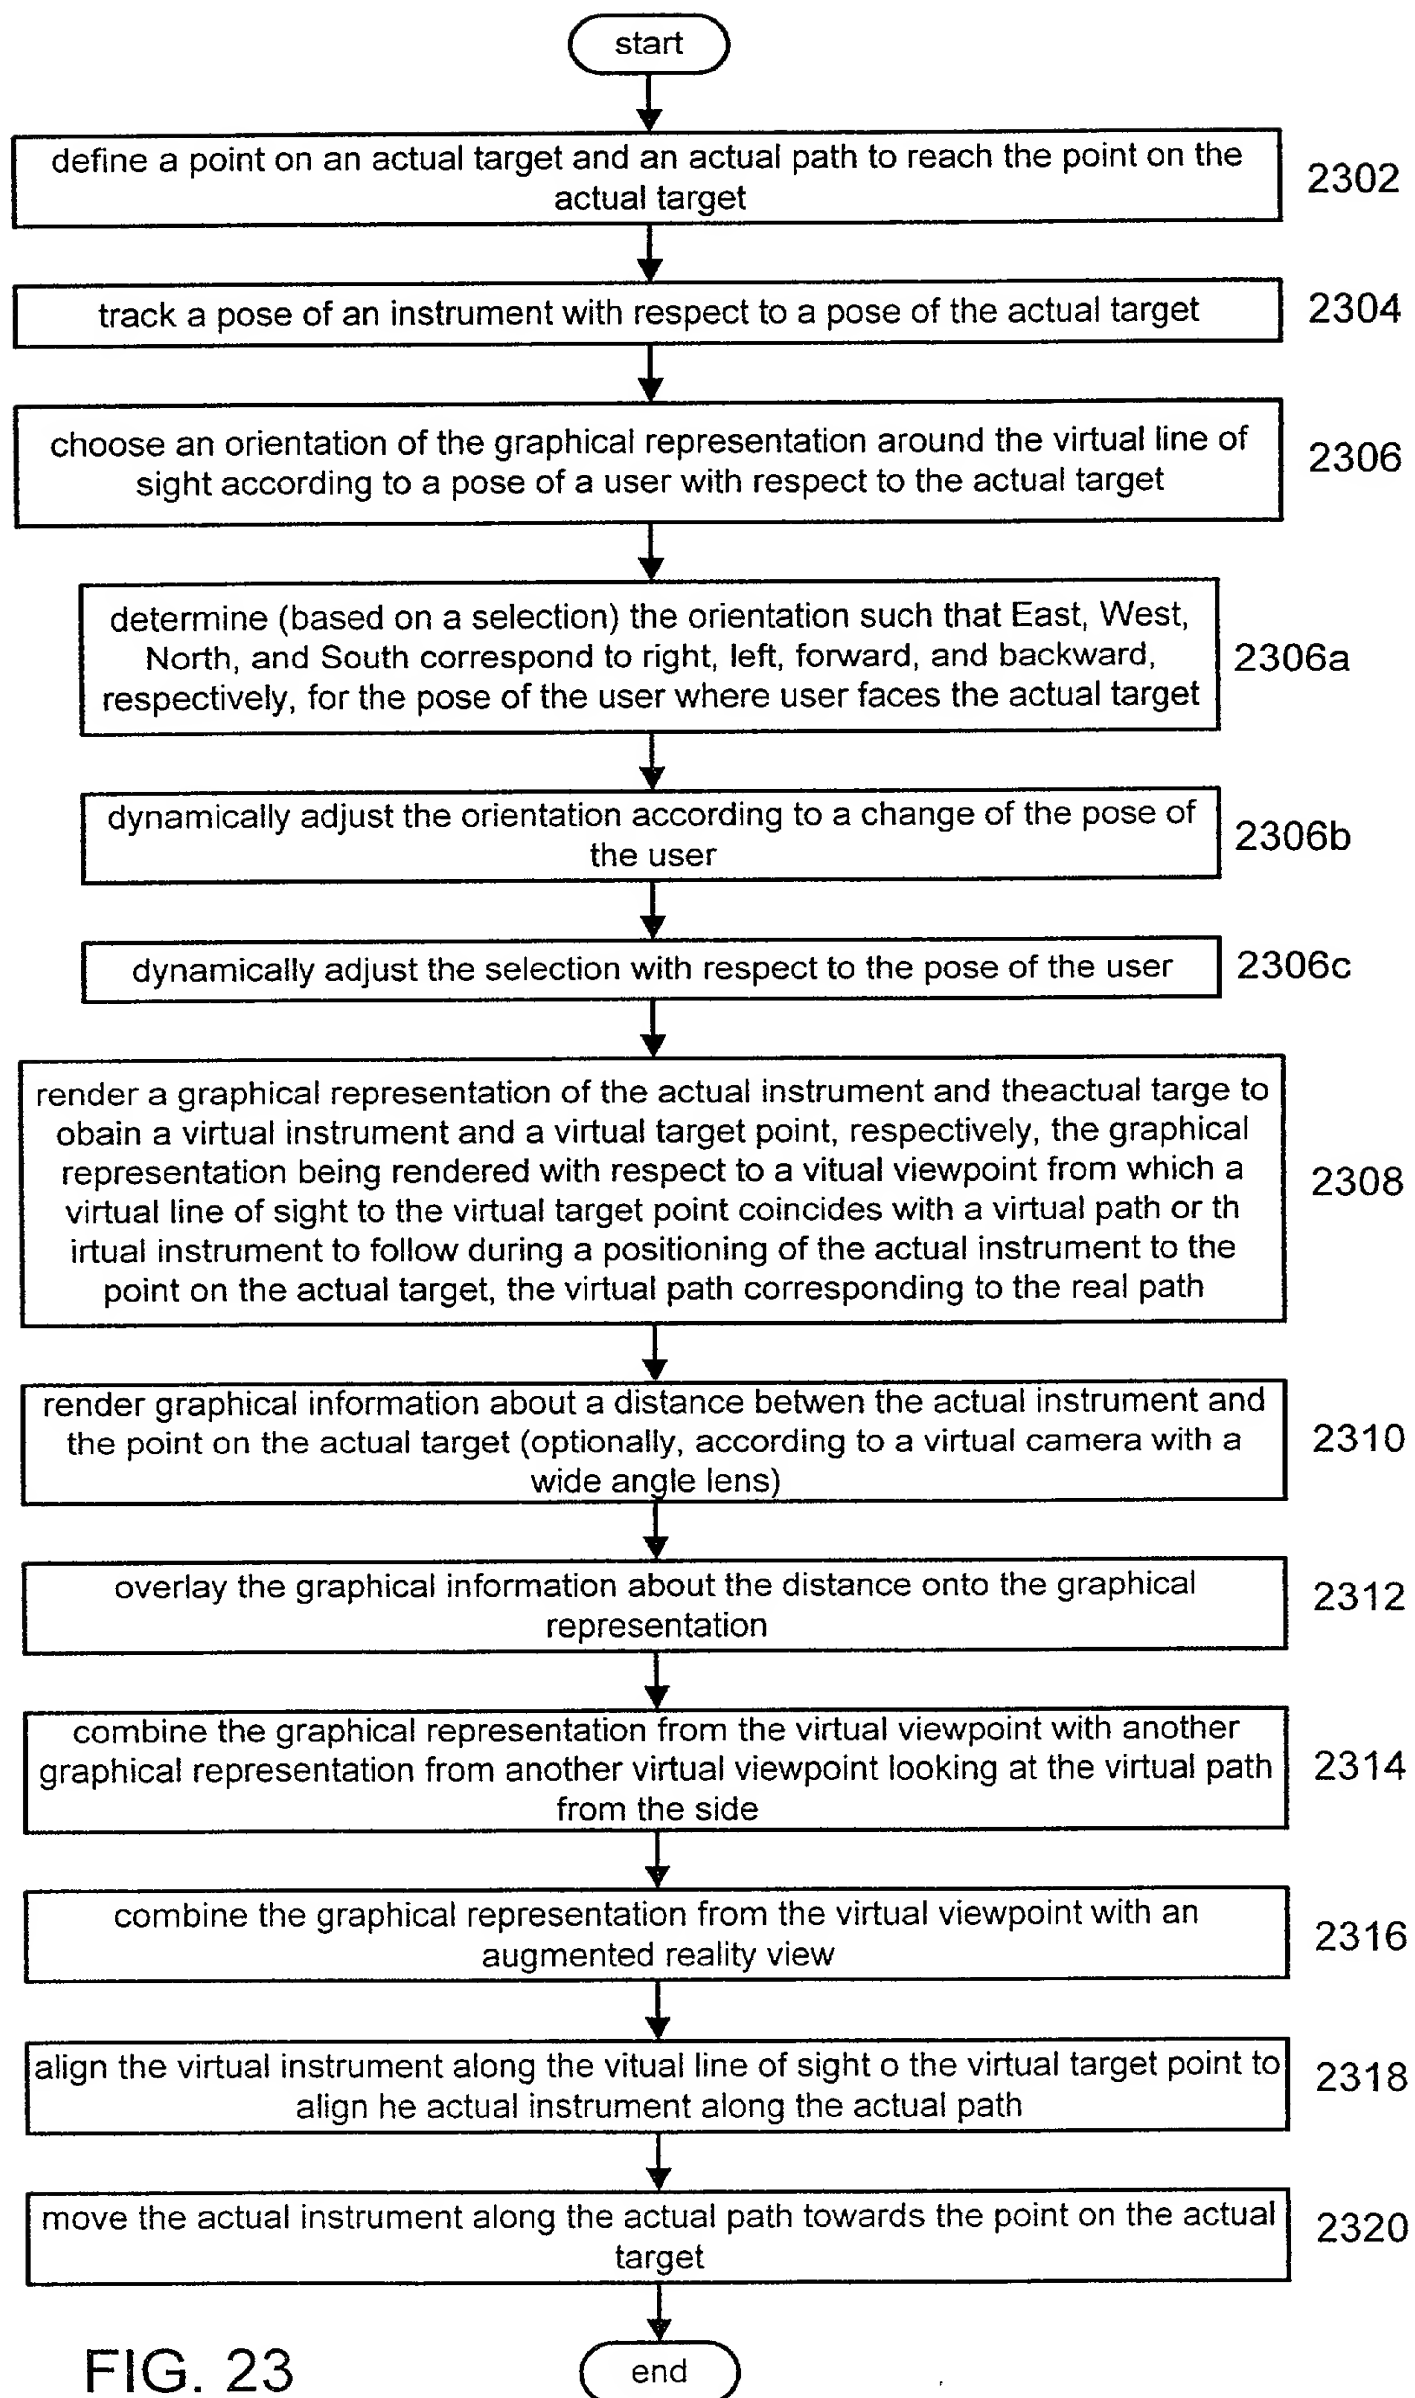 start
define a point on an actual target and an actual path to reach the point on the
actual target
2302
track a pose of an instrument with respect to a pose of the actual target
2304
choose an orientation of the graphical representation around the virtual line of
sight according to a pose of a user with respect to the actual target
2306
determine (based on a selection) the orientation such that East, West,
North, and South correspond to right, left, forward, and backward,
respectively, for the pose of the user where user faces the actual target
2306a
dynamically adjust the orientation according to a change of the pose of
the user
2306b
dynamically adjust the selection with respect to the pose of the user
2306c
render a graphical representation of the actual instrument and theactual targe to
obain a virtual instrument and a virtual target point, respectively, the graphical
representation being rendered with respect to a vitual viewpoint from which a
virtual line of sight to the virtual target point coincides with a virtual path or th
irtual instrument to follow during a positioning of the actual instrument to the
point on the actual target, the virtual path corresponding to the real path
2308
render graphical information about a distance betwen the actual instrument and
the point on the actual target (optionally, according to a virtual camera with a
wide angle lens)
2310
overlay the graphical information about the distance onto the graphical
representation
2312
combine the graphical representation from the virtual viewpoint with another
graphical representation from another virtual viewpoint looking at the virtual path
from the side
2314
combine the graphical representation from the virtual viewpoint with an
augmented reality view
2316
align the virtual instrument along the vitual line of sight o the virtual target point to
align he actual instrument along the actual path
2318
move the actual instrument along the actual path towards the point on the actual
target
2320
end
FIG. 23